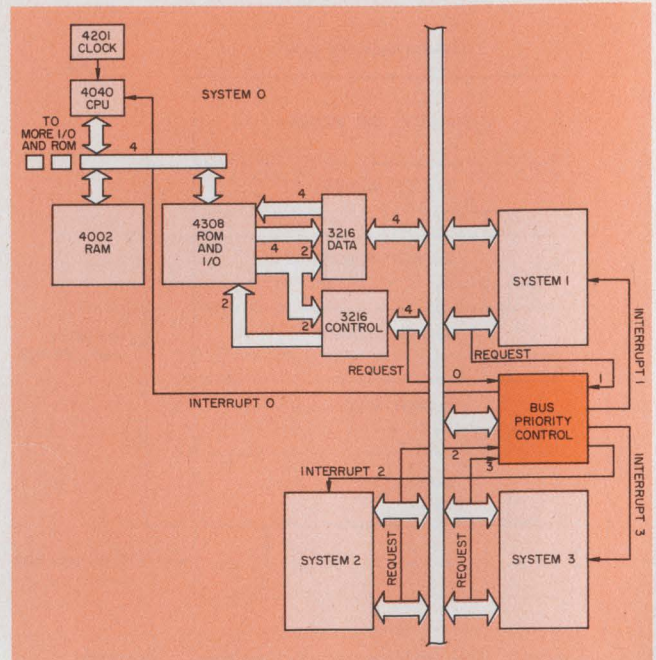 4201
CLOCK
4040
CPU
SYSTEM 0
TO
MORE I/O
AND ROM
4
4002
RAM
4308
ROM
AND
I/O
4
4
2
2
2
3216
DATA
4
3216
CONTROL
4
REQUEST
SYSTEM 1
REQUEST
INTERRUPT 1
0
1
INTERRUPT 0
BUS
PRIORITY
CONTROL
2
3
INTERRUPT 2
INTERRUPT 3
SYSTEM 2
REQUEST
REQUEST
SYSTEM 3